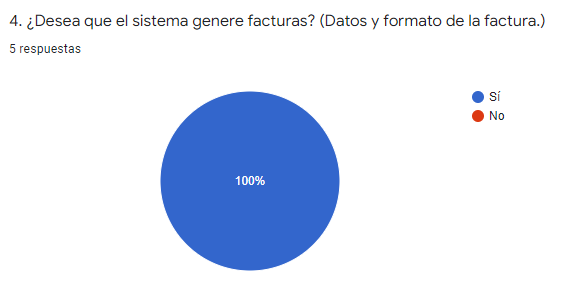 4. ¿Desea que el sistema genere facturas? (Datos y formato de la factura.)
5 respuestas
Sí
No
100%